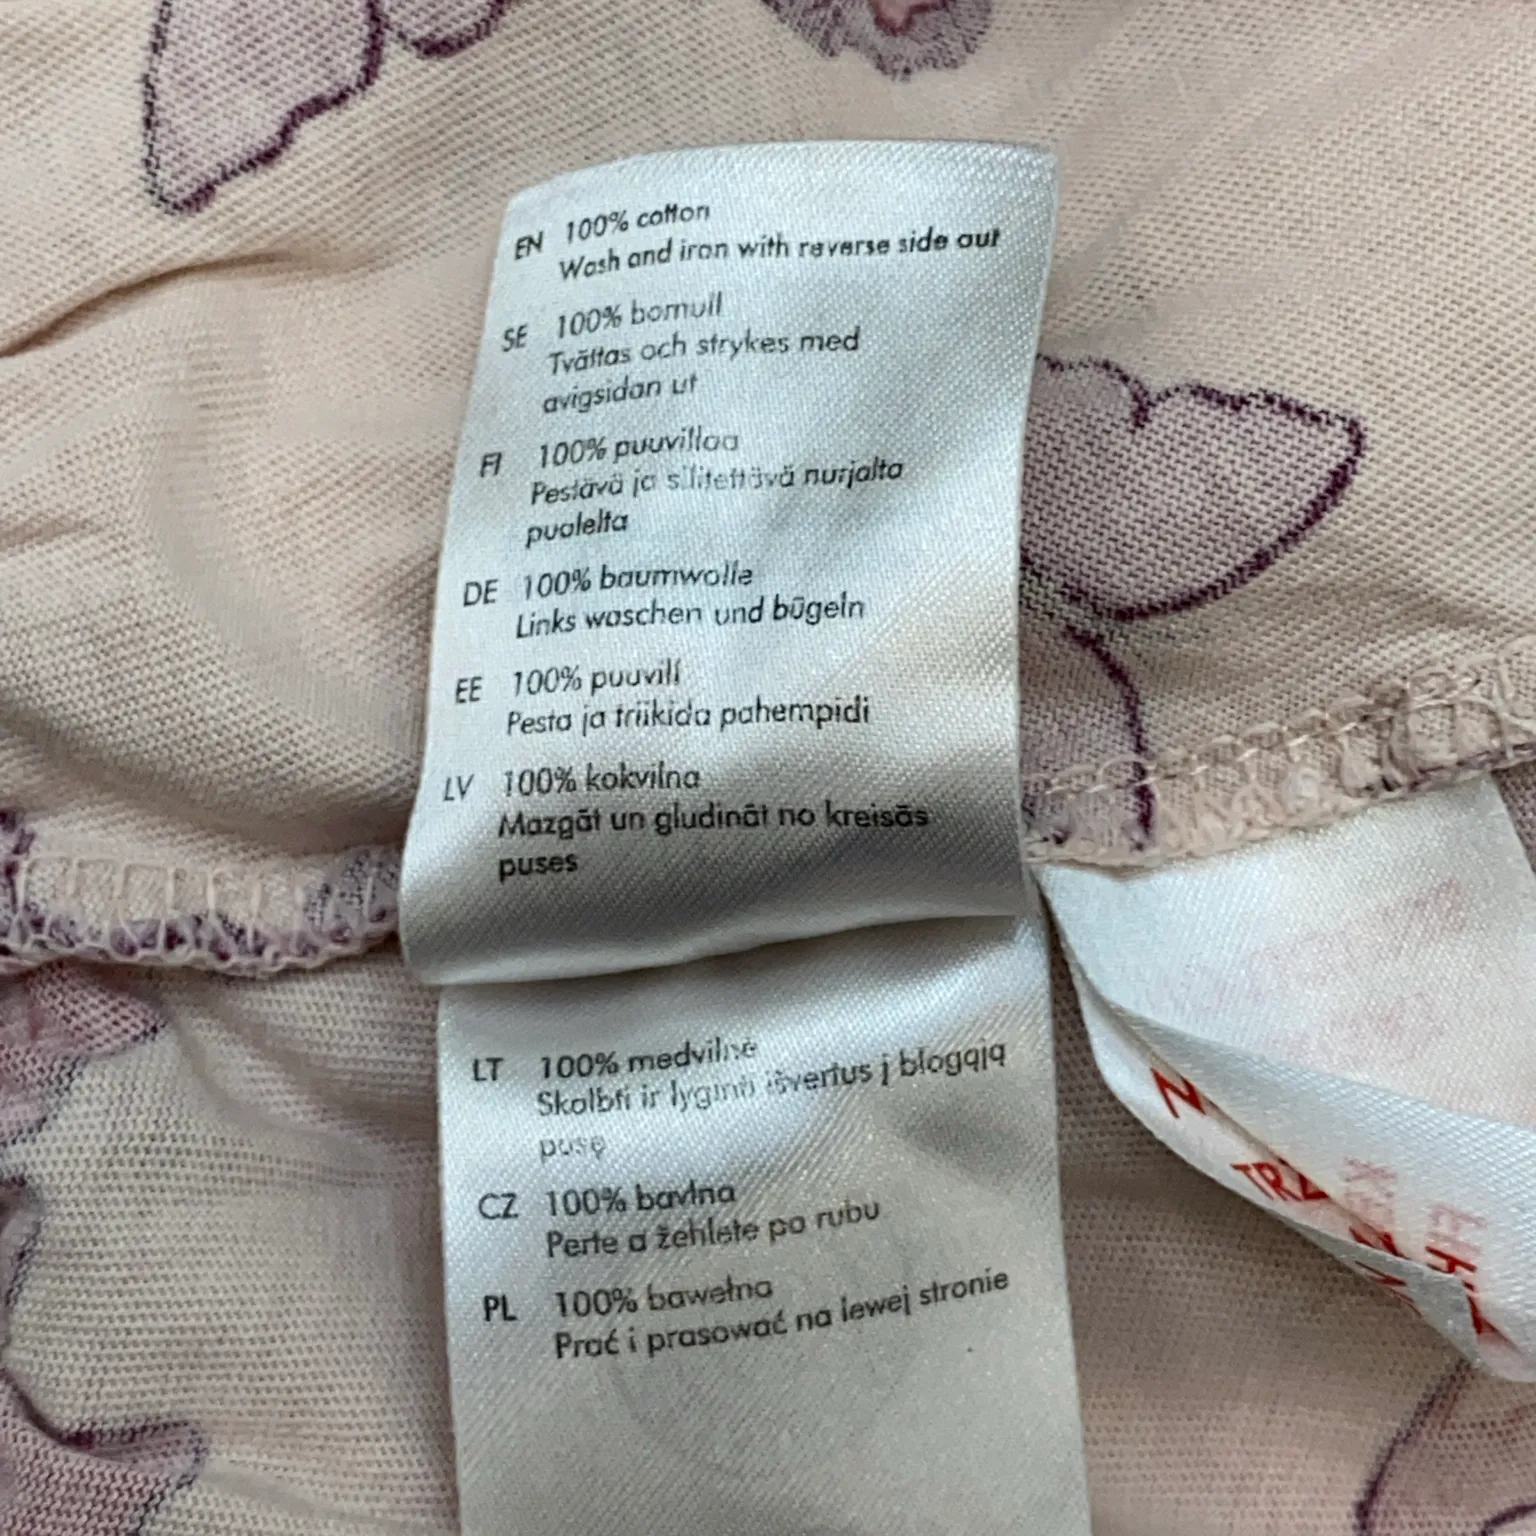 EN 100% cotton
Wash and iron with reverse side out
SE 100% bomull
Tvättas och strykes med
avigsidan ut
FI 100% puuvillaa
Pestävä ja silitettävä nurjalta
puolelta
DE 100% baumwolle
Links waschen und bügeln
EE 100% puuvill
Pesta ja triikida pahempidi
LV 100% kokvilna
Mazgāt un gludināt no kreisās
puses
LT 100% medvilnė
Skalbti ir lyginti išvertus į blogąją
pusę
CZ 100% bavlna
Perte a žehlete po rubu
PL 100% bawełna
Prać i prasować na lewej stronie